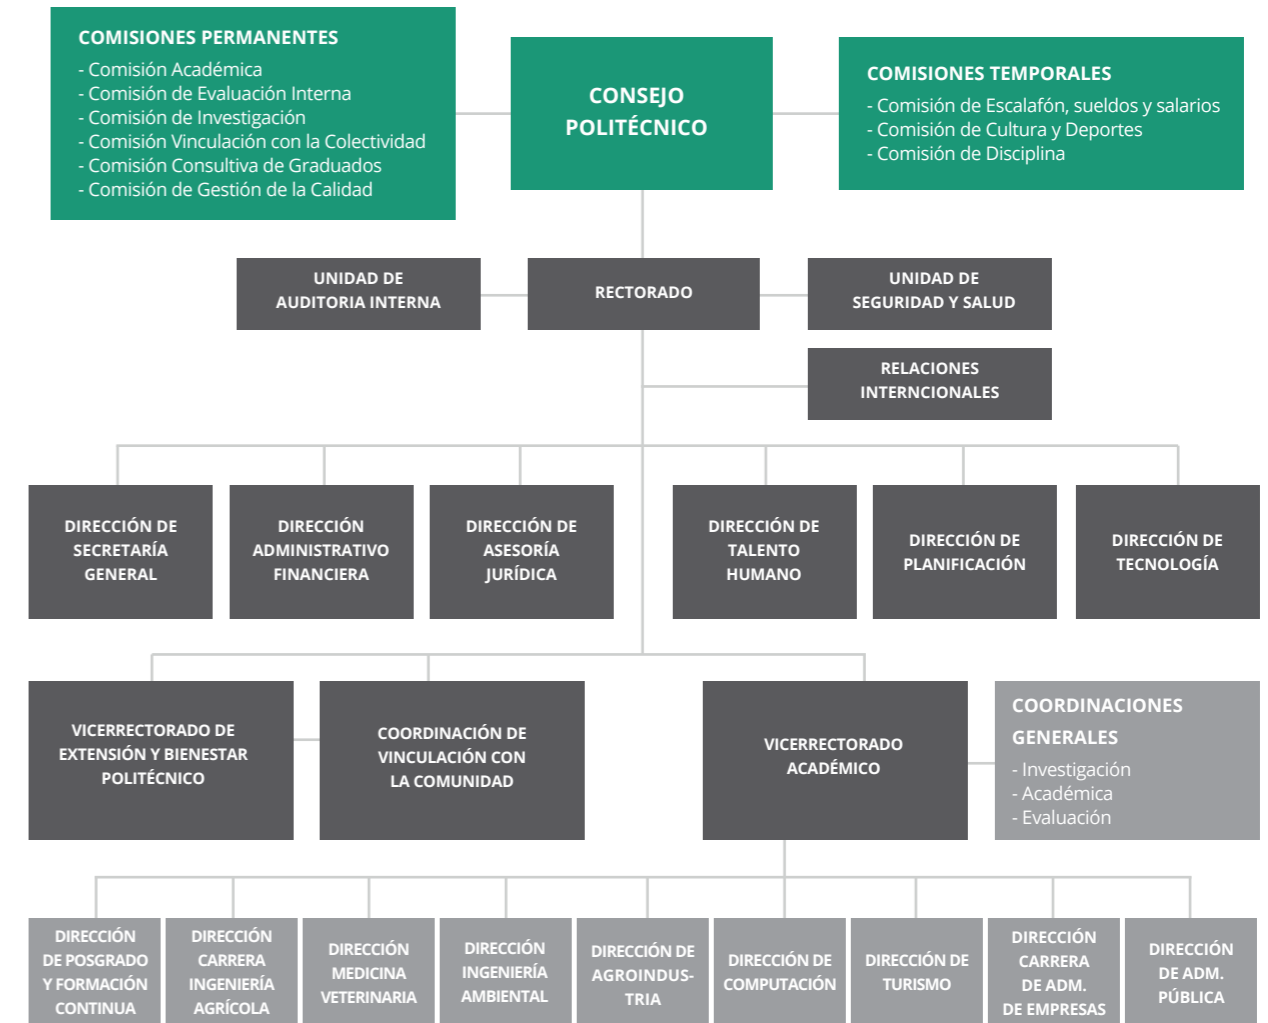 COMISIONES PERMANENTES
- Comisión Académica
- Comisión de Evaluación Interna
- Comisión de Investigación
- Comisión Vinculación con la Colectividad
- Comisión Consultiva de Graduados
- Comisión de Gestión de la Calidad
CONSEJO
POLITÉCNICO
COMISIONES TEMPORALES
- Comisión de Escalafón, sueldos y salarios
- Comisión de Cultura y Deportes
- Comisión de Disciplina
UNIDAD DE
AUDITORIA INTERNA
RECTORADO
UNIDAD DE
SEGURIDAD Y SALUD
RELACIONES
INTERNCIONALES
DIRECCIÓN DE
SECRETARÍA
GENERAL
DIRECCIÓN
ADMINISTRATIVO
FINANCIERA
DIRECCIÓN DE
ASESORÍA
JURÍDICA
DIRECCIÓN DE
TALENTO
HUMANO
DIRECCIÓN DE
PLANIFICACIÓN
DIRECCIÓN DE
TECNOLOGÍA
VICERRECTORADO DE
EXTENSIÓN Y BIENESTAR
POLITÉCNICO
COORDINACIÓN DE
VINCULACIÓN CON
LA COMUNIDAD
VICERRECTORADO
ACADÉMICO
COORDINACIONES
GENERALES
- Investigación
- Académica
- Evaluación
DIRECCIÓN
DE POSGRADO
Y FORMACIÓN
CONTINUA
DIRECCIÓN
CARRERA
INGENIERÍA
AGRÍCOLA
DIRECCIÓN
MEDICINA
VETERINARIA
DIRECCIÓN
INGENIERÍA
AMBIENTAL
DIRECCIÓN DE
AGROINDUS-
TRIA
DIRECCIÓN DE
COMPUTACIÓN
DIRECCIÓN DE
TURISMO
DIRECCIÓN
CARRERA
DE ADM.
DE EMPRESAS
DIRECCIÓN
DE ADM.
PÚBLICA